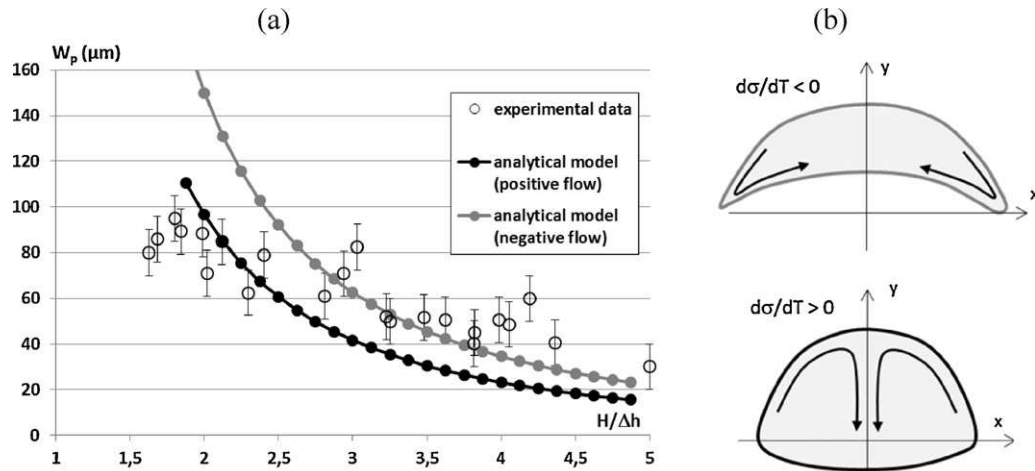 (a)
(b)
Wₚ (µm)
160
140
120
100
80
60
40
20
0
1
1,5
2
2,5
3
3,5
4
4,5
5
H/Δh
experimental data
analytical model
(positive flow)
analytical model
(negative flow)
y
dσ/dT < 0
x
y
dσ/dT > 0
x